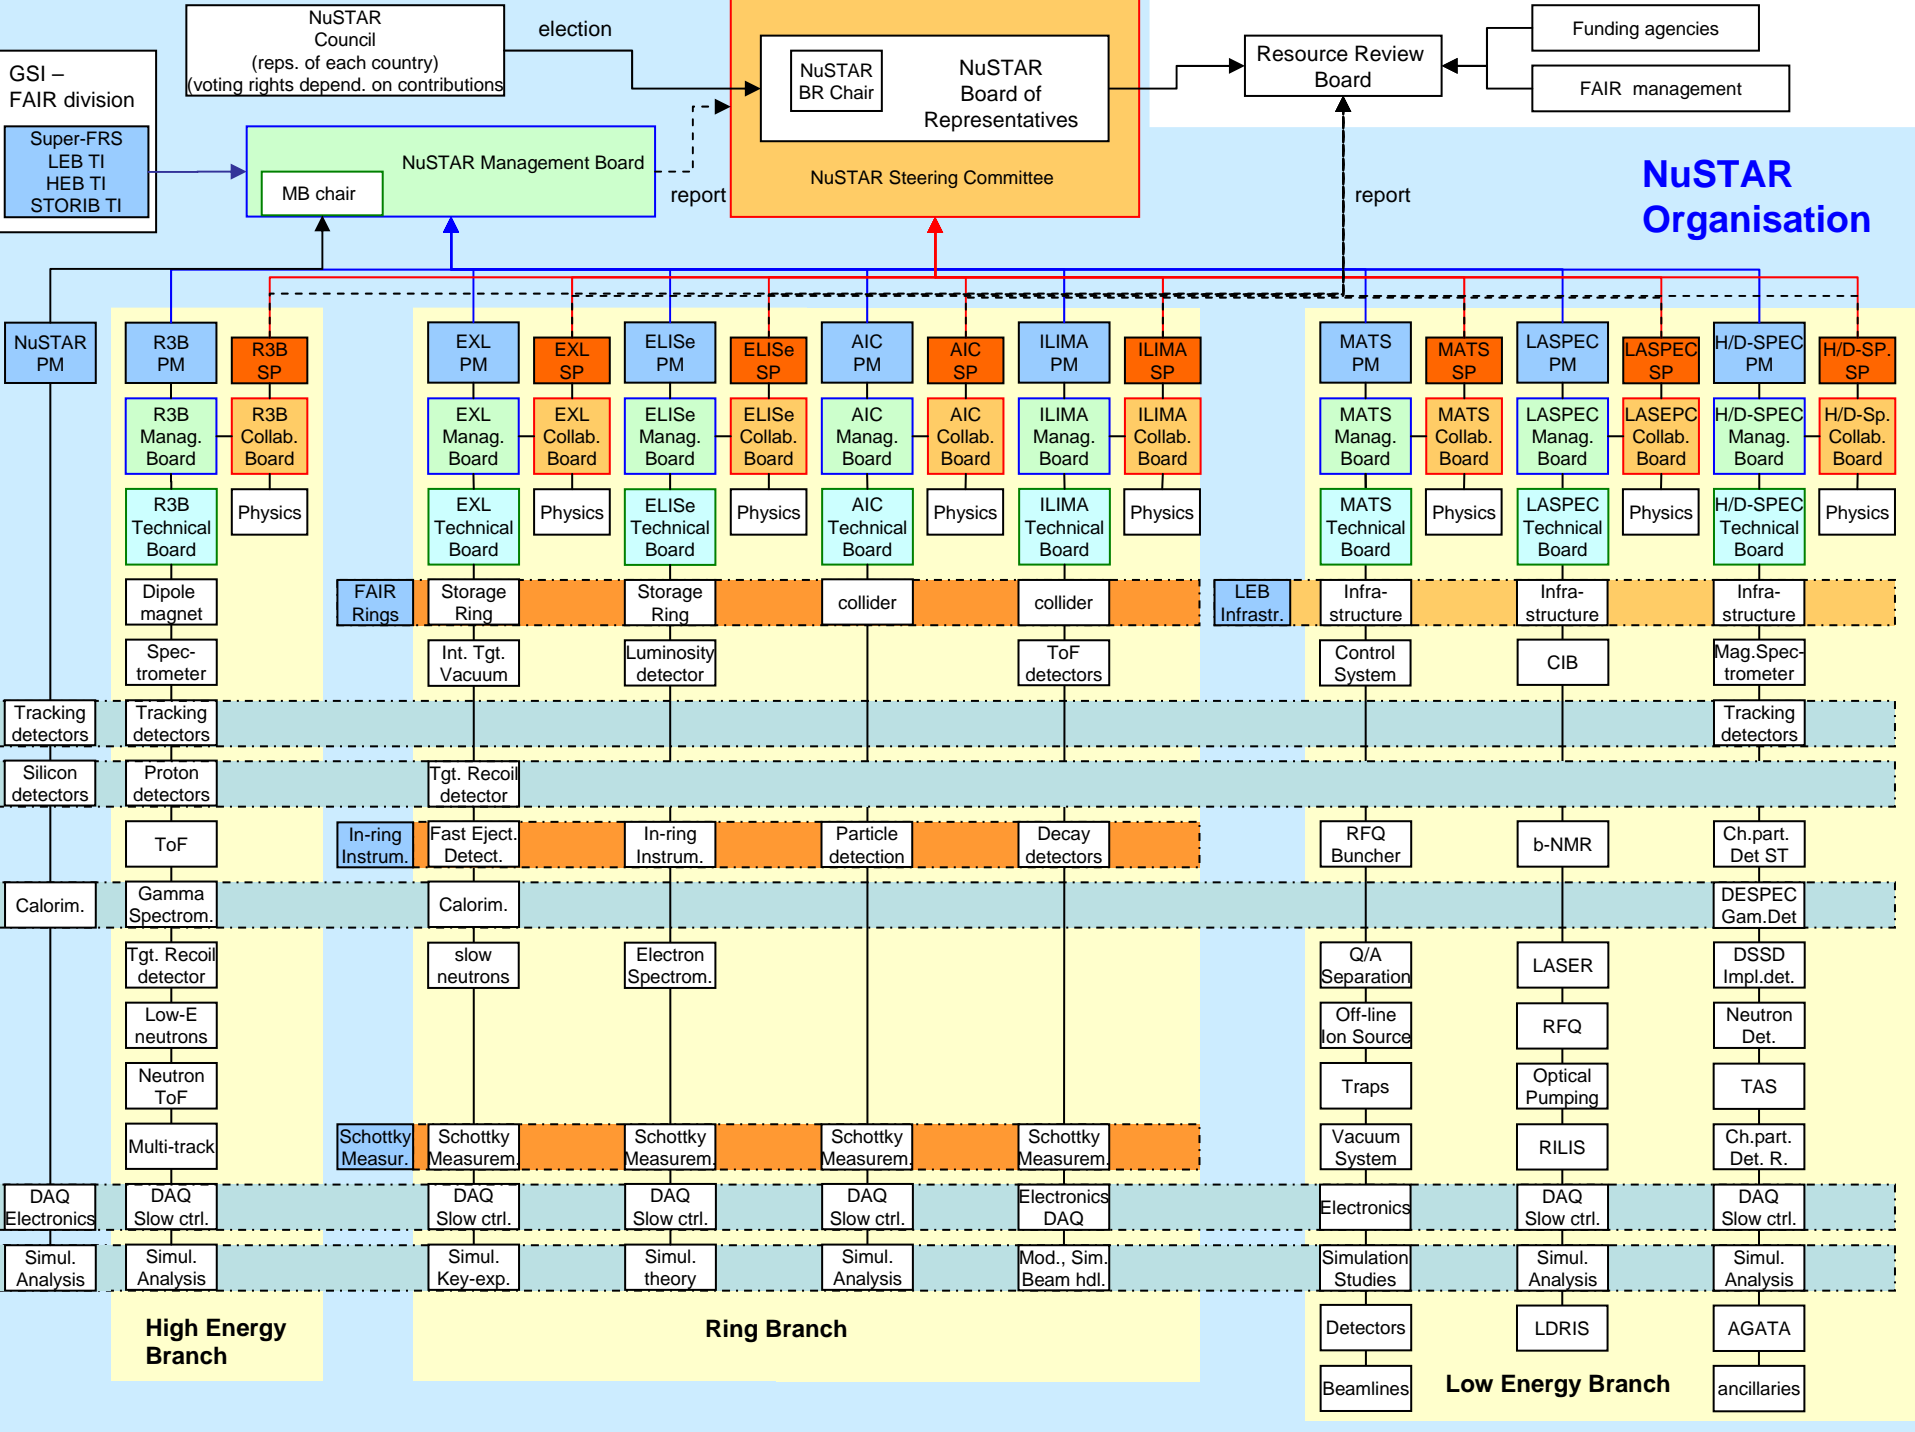 NuSTAR
Council
(reps. of each country)
(voting rights depend. on contributions
election
NuSTAR
BR Chair
NuSTAR
Board of
Representatives
NuSTAR Steering Committee
Resource Review
Board
Funding agencies
FAIR management
GSI –
FAIR division
Super-FRS
LEB TI
HEB TI
STORIB TI
NuSTAR Management Board
MB chair
report
report
NuSTAR
Organisation
NuSTAR
PM
R3B
PM
R3B
SP
EXL
PM
EXL
SP
ELISe
PM
ELISe
SP
AIC
PM
AIC
SP
ILIMA
PM
ILIMA
SP
MATS
PM
MATS
SP
LASPEC
PM
LASPEC
SP
H/D-SPEC
PM
H/D-SP.
SP
R3B
Manag.
Board
R3B
Collab.
Board
EXL
Manag.
Board
EXL
Collab.
Board
ELISe
Manag.
Board
ELISe
Collab.
Board
AIC
Manag.
Board
AIC
Collab.
Board
ILIMA
Manag.
Board
ILIMA
Collab.
Board
MATS
Manag.
Board
MATS
Collab.
Board
LASPEC
Manag.
Board
LASEPC
Collab.
Board
H/D-SPEC
Manag.
Board
H/D-Sp.
Collab.
Board
R3B
Technical
Board
Physics
EXL
Technical
Board
Physics
ELISe
Technical
Board
Physics
AIC
Technical
Board
Physics
ILIMA
Technical
Board
Physics
MATS
Technical
Board
Physics
LASPEC
Technical
Board
Physics
H/D-SPEC
Technical
Board
Physics
Dipole
magnet
FAIR
Rings
Storage
Ring
Storage
Ring
collider
collider
LEB
Infrastr.
Infra-
structure
Infra-
structure
Infra-
structure
Spec-
trometer
Int. Tgt.
Vacuum
Luminosity
detector
ToF
detectors
Control
System
CIB
Mag.Spec-
trometer
Tracking
detectors
Tracking
detectors
Tracking
detectors
Silicon
detectors
Proton
detectors
Tgt. Recoil
detector
ToF
In-ring
Instrum.
Fast Eject.
Detect.
In-ring
Instrum.
Particle
detection
Decay
detectors
RFQ
Buncher
b-NMR
Ch.part.
Det ST
Calorim.
Gamma
Spectrom.
Calorim.
DESPEC
Gam.Det
Tgt. Recoil
detector
slow
neutrons
Electron
Spectrom.
Q/A
Separation
LASER
DSSD
Impl.det.
Low-E
neutrons
Off-line
Ion Source
RFQ
Neutron
Det.
Neutron
ToF
Traps
Optical
Pumping
TAS
Multi-track
Schottky
Measur.
Schottky
Measurem.
Schottky
Measurem.
Schottky
Measurem.
Schottky
Measurem.
Vacuum
System
RILIS
Ch.part.
Det. R.
DAQ
Electronics
DAQ
Slow ctrl.
DAQ
Slow ctrl.
DAQ
Slow ctrl.
DAQ
Slow ctrl.
Electronics
DAQ
Electronics
DAQ
Slow ctrl.
DAQ
Slow ctrl.
Simul.
Analysis
Simul.
Analysis
Simul.
Key-exp.
Simul.
theory
Simul.
Analysis
Mod., Sim.
Beam hdl.
Simulation
Studies
Simul.
Analysis
Simul.
Analysis
High Energy
Branch
Ring Branch
Detectors
LDRIS
AGATA
Beamlines
Low Energy Branch
ancillaries